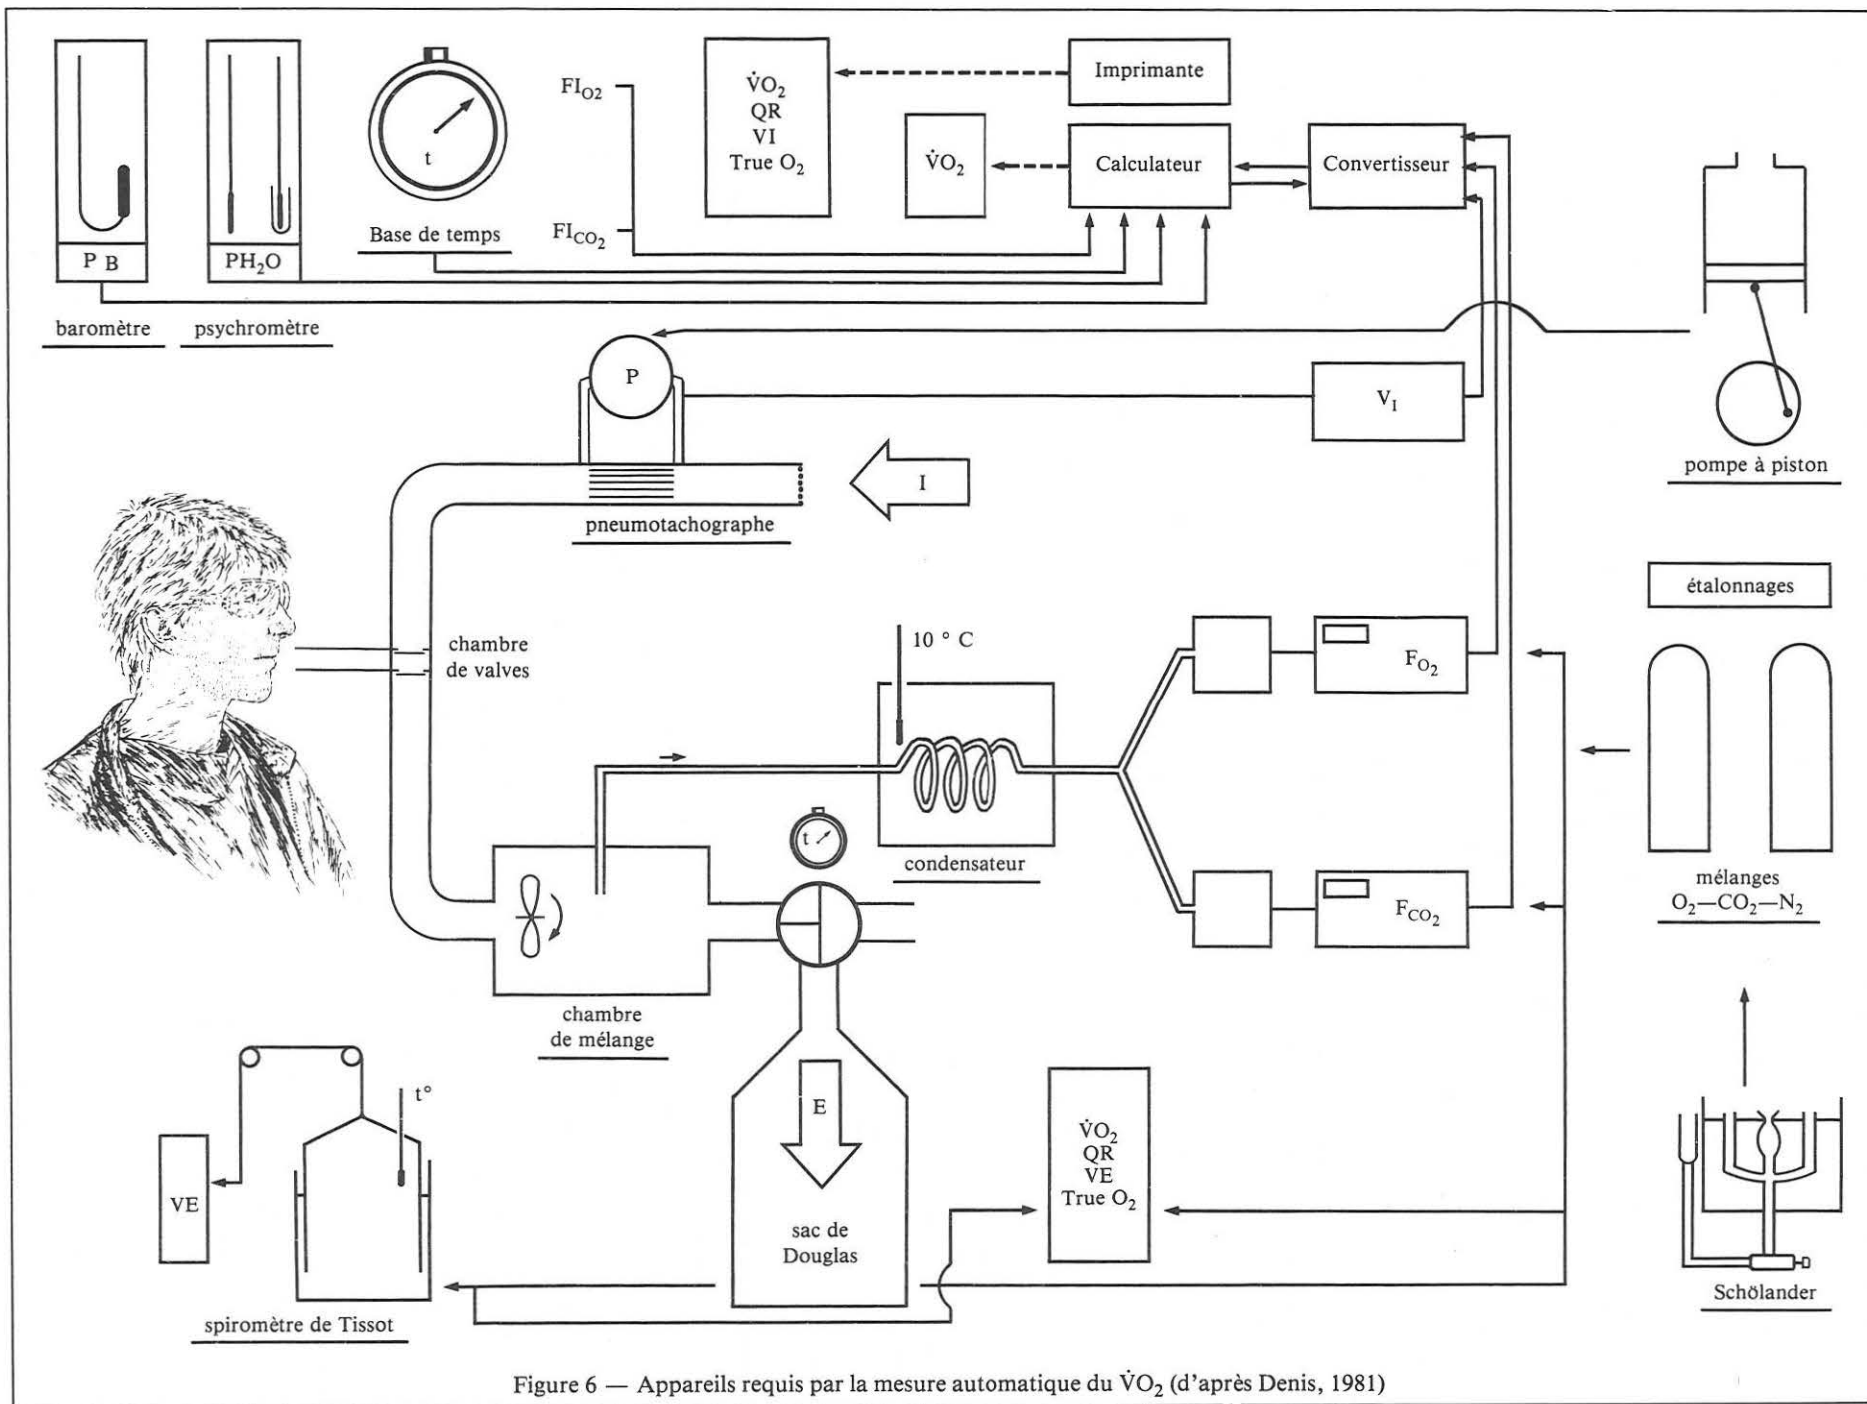 FI_O2
V̇O₂
QR
VI
True O₂
Imprimante
V̇O₂
Calculateur
Convertisseur
t
Base de temps
FI_CO₂
P B
PH₂O
baromètre
psychromètre
P
V_I
I
pneumotachographe
pompe à piston
étalonnages
chambre
de valves
10 ° C
F_O₂
condensateur
t
F_CO₂
mélanges
O₂—CO₂—N₂
chambre
de mélange
t°
VE
E
sac de
Douglas
V̇O₂
QR
VE
True O₂
spiromètre de Tissot
Schölander
Figure 6 — Appareils requis par la mesure automatique du V̇O₂ (d'après Denis, 1981)